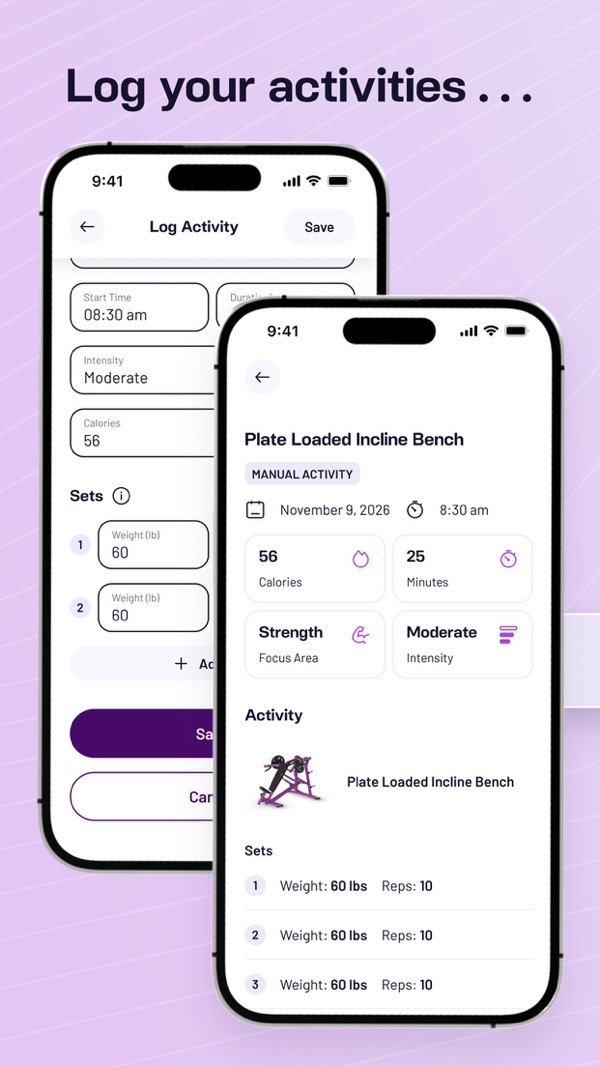 Log your activities . . .
9:41
Log Activity
Save
Start Time
08:30 am
Intensity
Moderate
Calories
56
Sets
1
Weight (lb)
60
2
Weight (lb)
60
9:41
Plate Loaded Incline Bench
MANUAL ACTIVITY
November 9, 2026
8:30 am
56
Calories
25
Minutes
Strength
Focus Area
Moderate
Intensity
Activity
Plate Loaded Incline Bench
Sets
1 Weight: 60 lbs Reps: 10
2 Weight: 60 lbs Reps: 10
3 Weight: 60 lbs Reps: 10